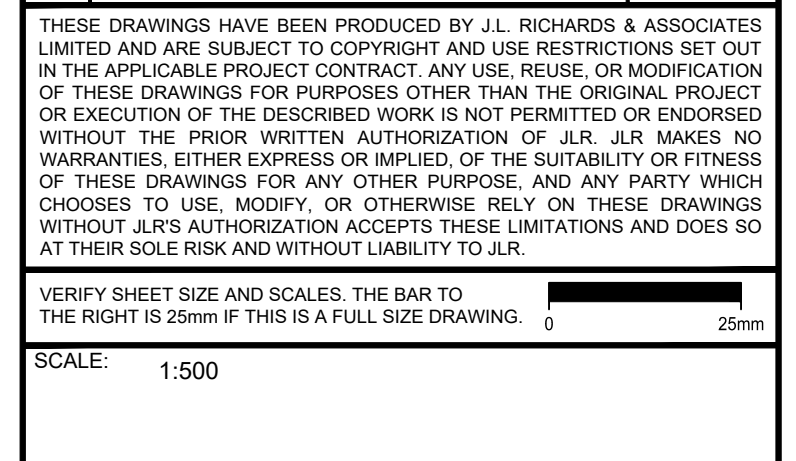 THESE DRAWINGS HAVE BEEN PRODUCED BY J.L. RICHARDS & ASSOCIATES
LIMITED AND ARE SUBJECT TO COPYRIGHT AND USE RESTRICTIONS SET OUT
IN THE APPLICABLE PROJECT CONTRACT. ANY USE, REUSE, OR MODIFICATION
OF THESE DRAWINGS FOR PURPOSES OTHER THAN THE ORIGINAL PROJECT
OR EXECUTION OF THE DESCRIBED WORK IS NOT PERMITTED OR ENDORSED
WITHOUT THE PRIOR WRITTEN AUTHORIZATION OF JLR. JLR MAKES NO
WARRANTIES, EITHER EXPRESS OR IMPLIED, OF THE SUITABILITY OR FITNESS
OF THESE DRAWINGS FOR ANY OTHER PURPOSE, AND ANY PARTY WHICH
CHOOSES TO USE, MODIFY, OR OTHERWISE RELY ON THESE DRAWINGS
WITHOUT JLR'S AUTHORIZATION ACCEPTS THESE LIMITATIONS AND DOES SO
AT THEIR SOLE RISK AND WITHOUT LIABILITY TO JLR.
VERIFY SHEET SIZE AND SCALES. THE BAR TO
THE RIGHT IS 25mm IF THIS IS A FULL SIZE DRAWING.
0 25mm
SCALE:
1:500